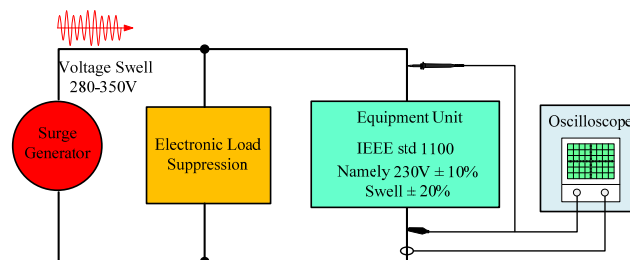 Voltage Swell
280-350V
Surge
Generator
Electronic Load
Suppression
Equipment Unit
IEEE std 1100
Namely 230V ± 10%
Swell ± 20%
Oscilloscope